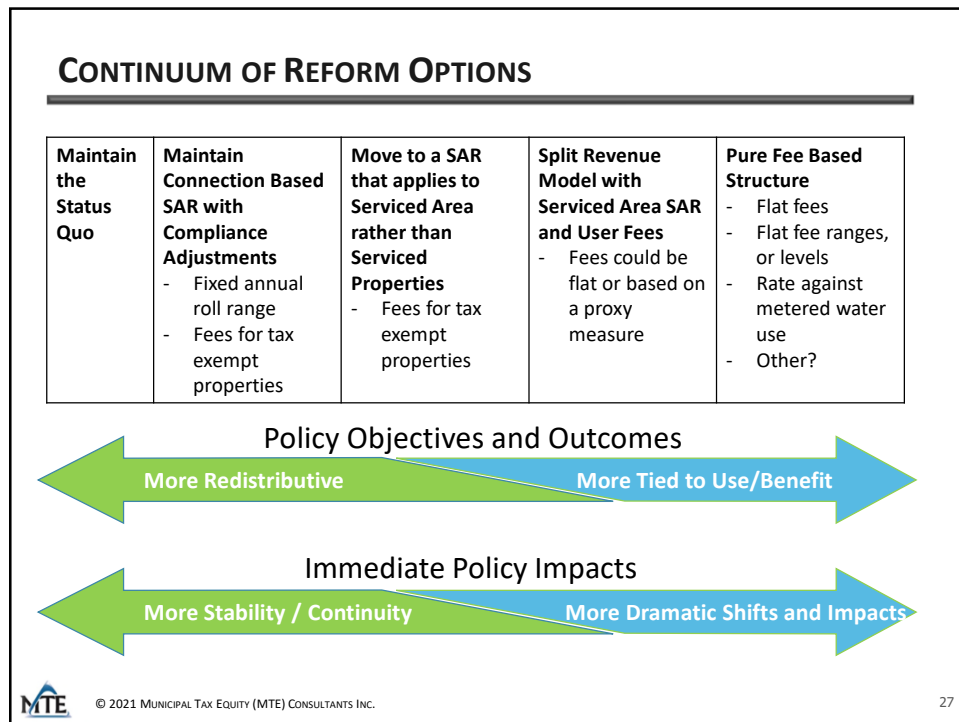 CONTINUUM OF REFORM OPTIONS
Maintain
the
Status
Quo
Maintain
Connection Based
SAR with
Compliance
Adjustments
- Fixed annual
roll range
- Fees for tax
exempt
properties
Move to a SAR
that applies to
Serviced Area
rather than
Serviced
Properties
- Fees for tax
exempt
properties
Split Revenue
Model with
Serviced Area SAR
and User Fees
- Fees could be
flat or based on
a proxy
measure
Pure Fee Based
Structure
- Flat fees
- Flat fee ranges,
or levels
- Rate against
metered water
use
- Other?
Policy Objectives and Outcomes
More Redistributive
More Tied to Use/Benefit
Immediate Policy Impacts
More Stability / Continuity
More Dramatic Shifts and Impacts
MTE
© 2021 MUNICIPAL TAX EQUITY (MTE) CONSULTANTS INC.
27